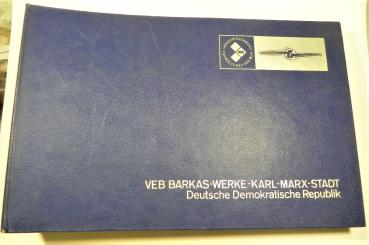 VEB BARKAS-WERKE-KARL-MARX-STADT
Deutsche Demokratische Republik